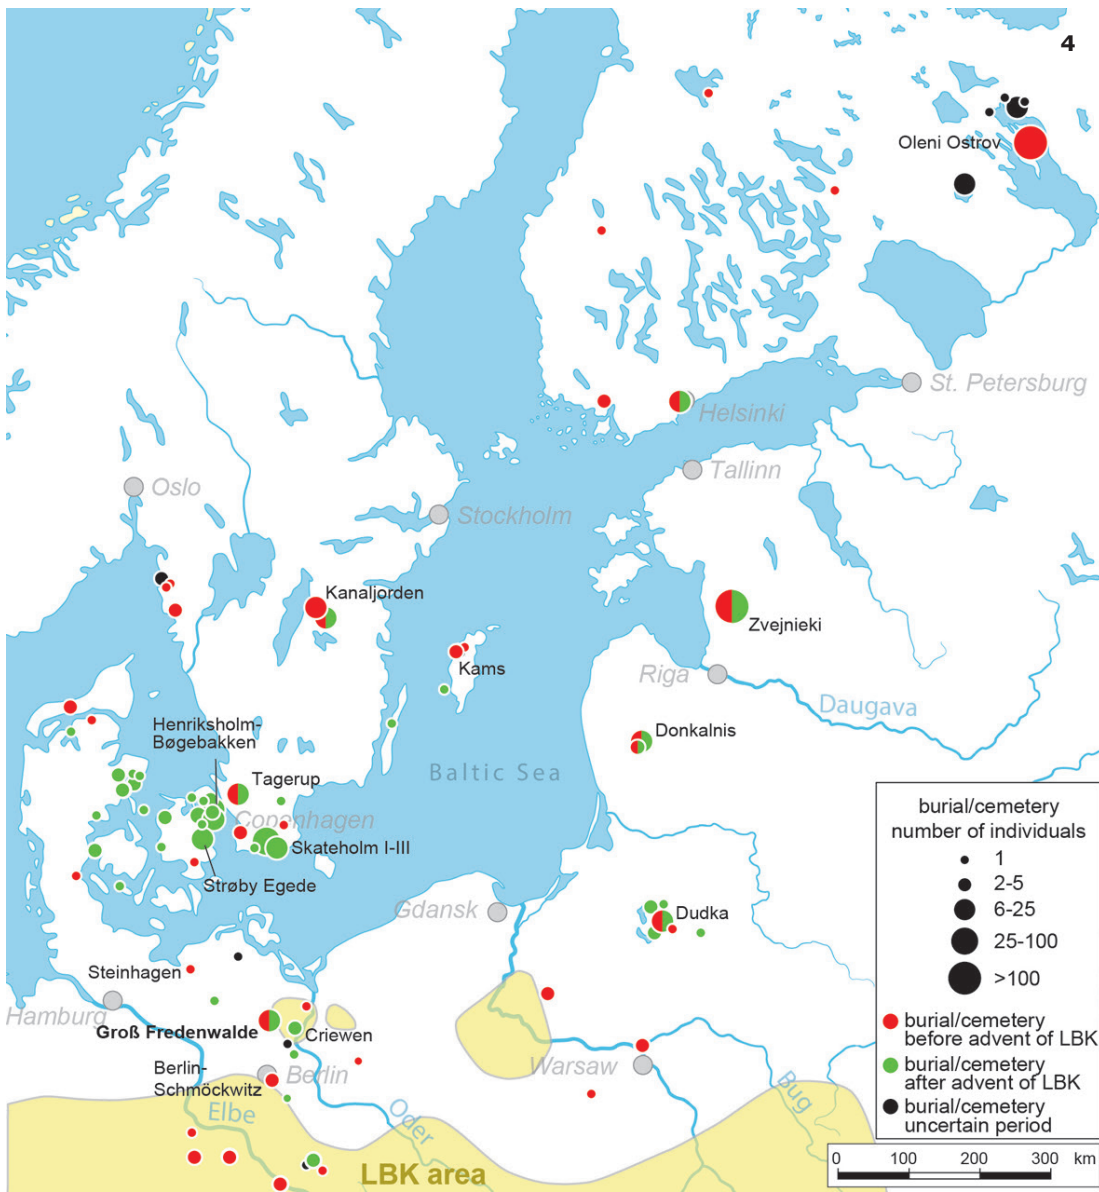 4
Oleni Ostrov
St. Petersburg
Helsinki
Tallinn
Oslo
Stockholm
Kanaljorden
Zvejnieki
Kams
Riga
Daugava
Henriksholm-
Bøgebakken
Donkalnis
Tagerup
Baltic Sea
Copenhagen
Skateholm I-III
Strøby Egede
Gdansk
Dudka
Steinhagen
Hamburg
Groß Fredenwalde
Criewen
Berlin-
Schmöckwitz
Berlin
Warsaw
Elbe
Oder
Bug
LBK area
burial/cemetery
number of individuals
1
2-5
6-25
25-100
>100
burial/cemetery
before advent of LBK
burial/cemetery
after advent of LBK
burial/cemetery
uncertain period
0 100 200 300 km